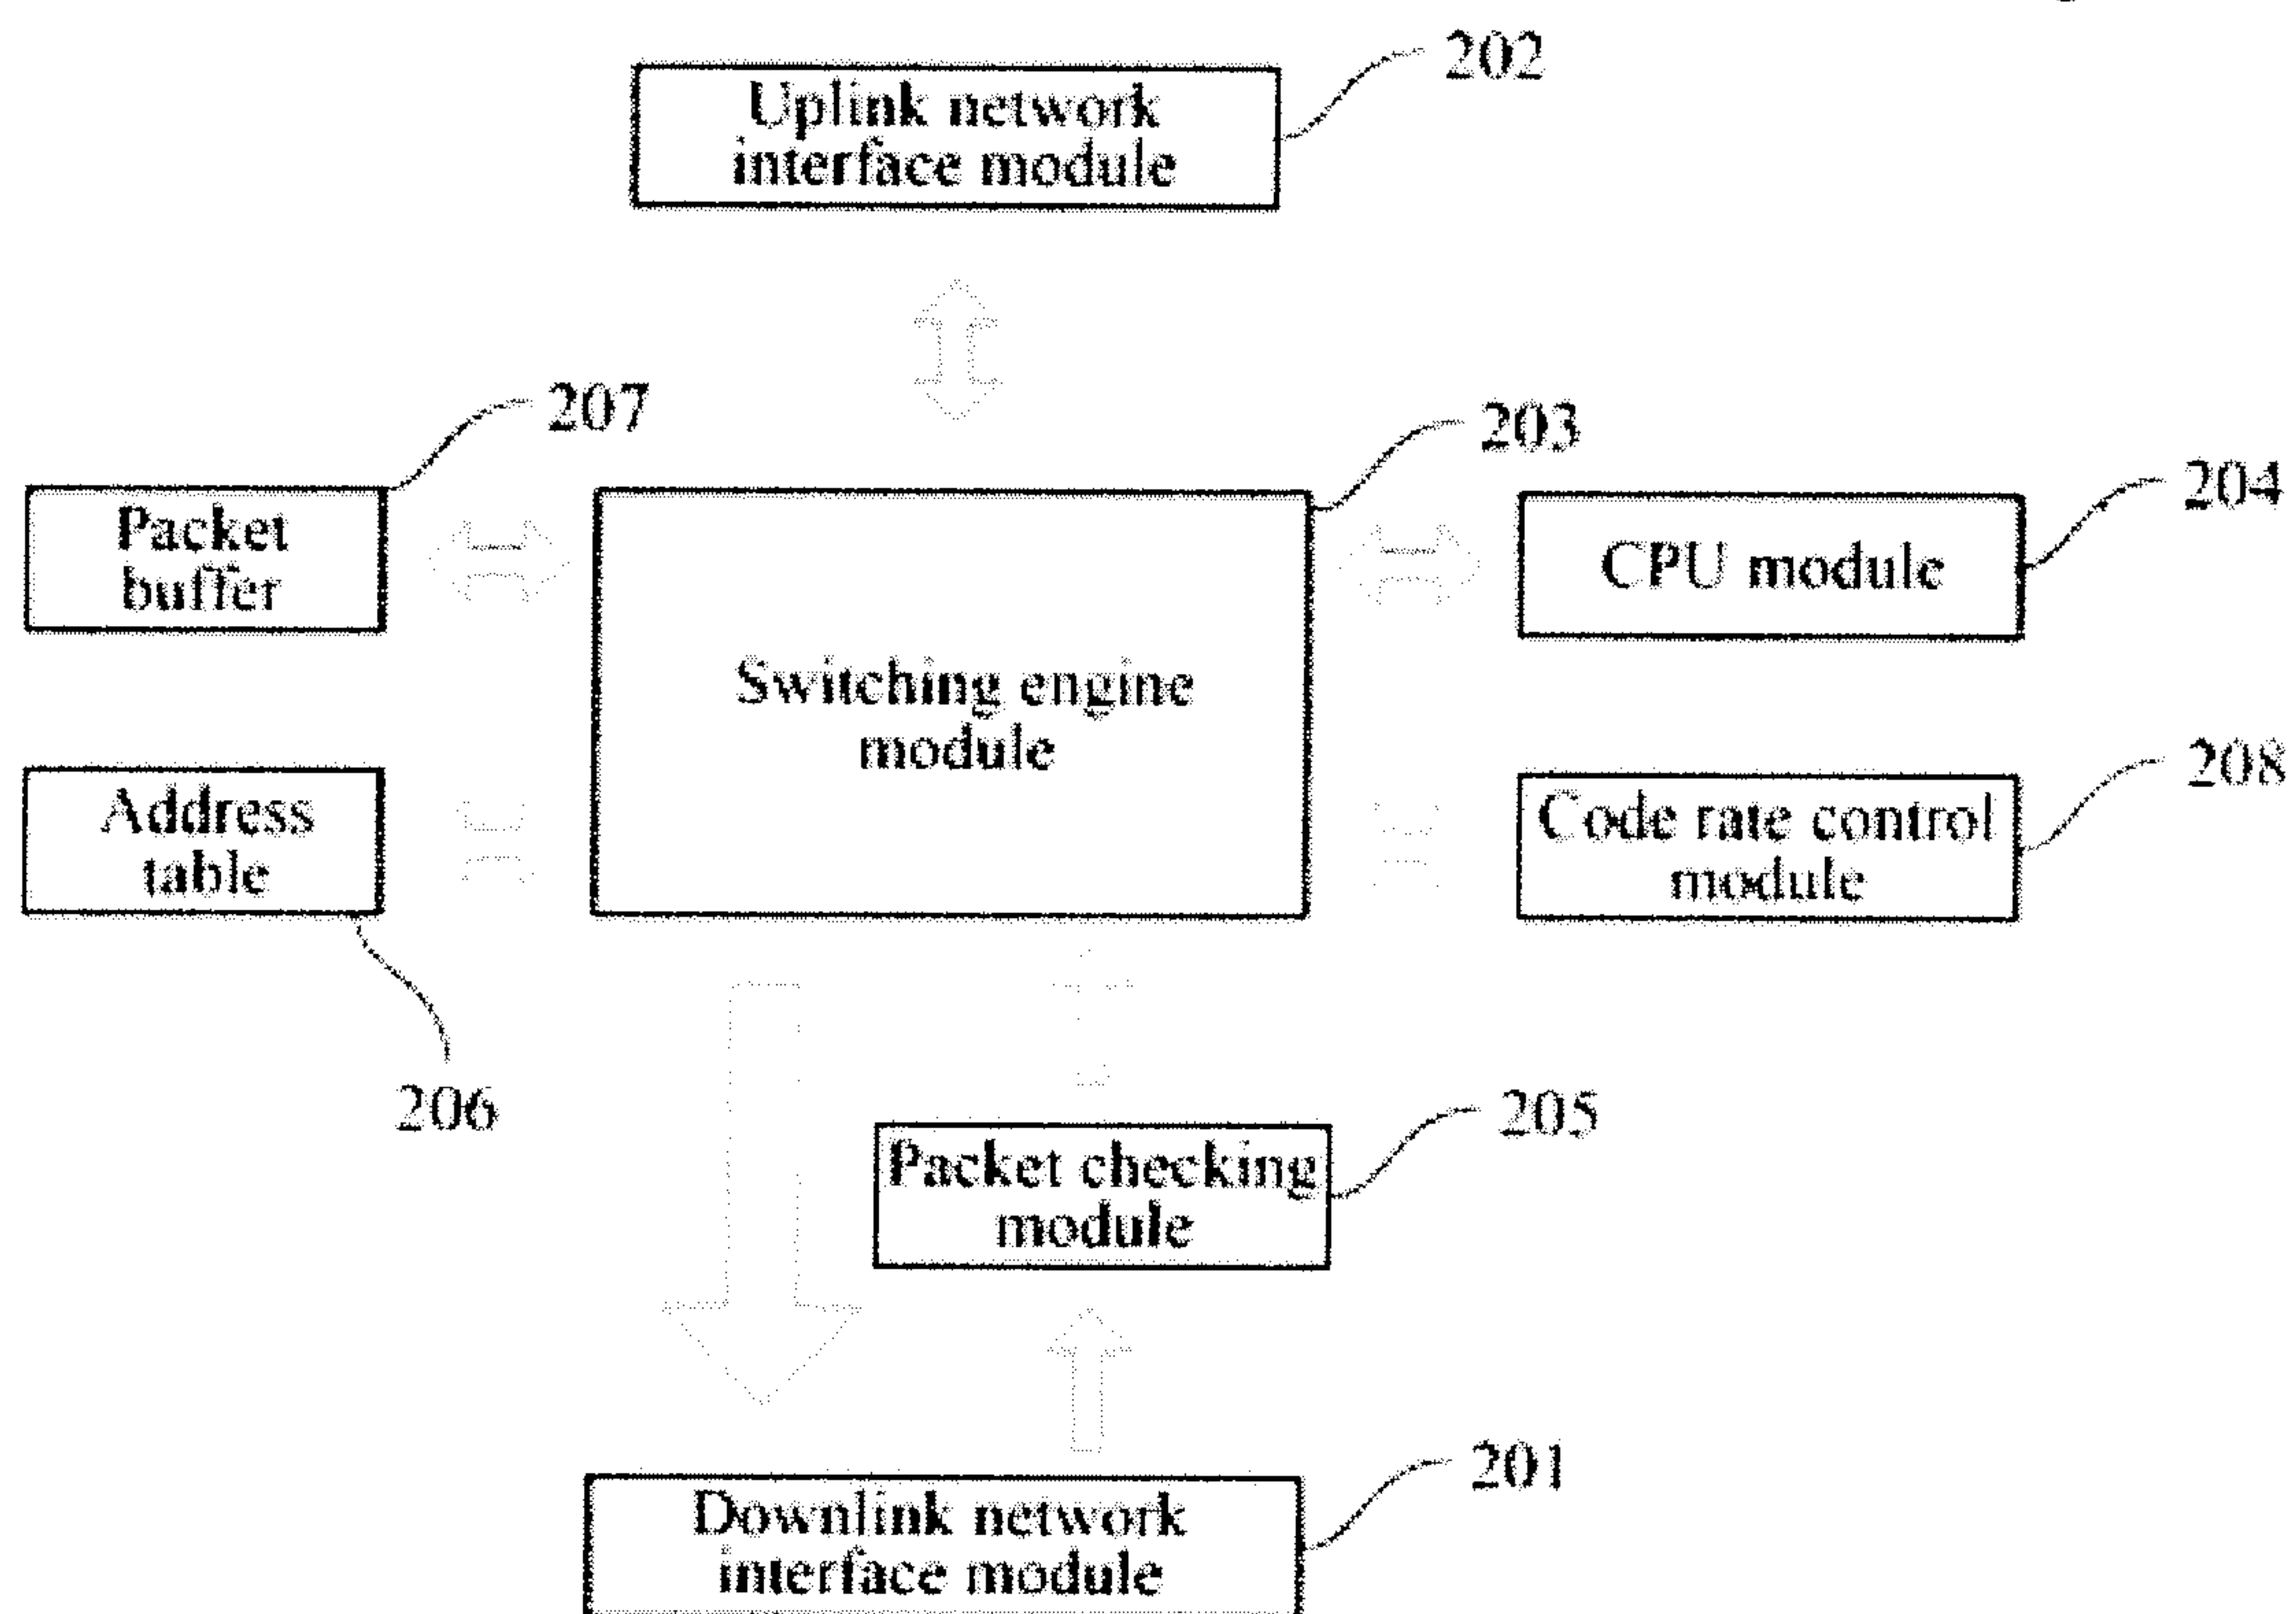 202
Uplink network
interface module
207
203
204
Packet
buffer
CPU module
Switching engine
module
208
Address
table
Code rate control
module
206
205
Packet checking
module
201
Downlink network
interface module